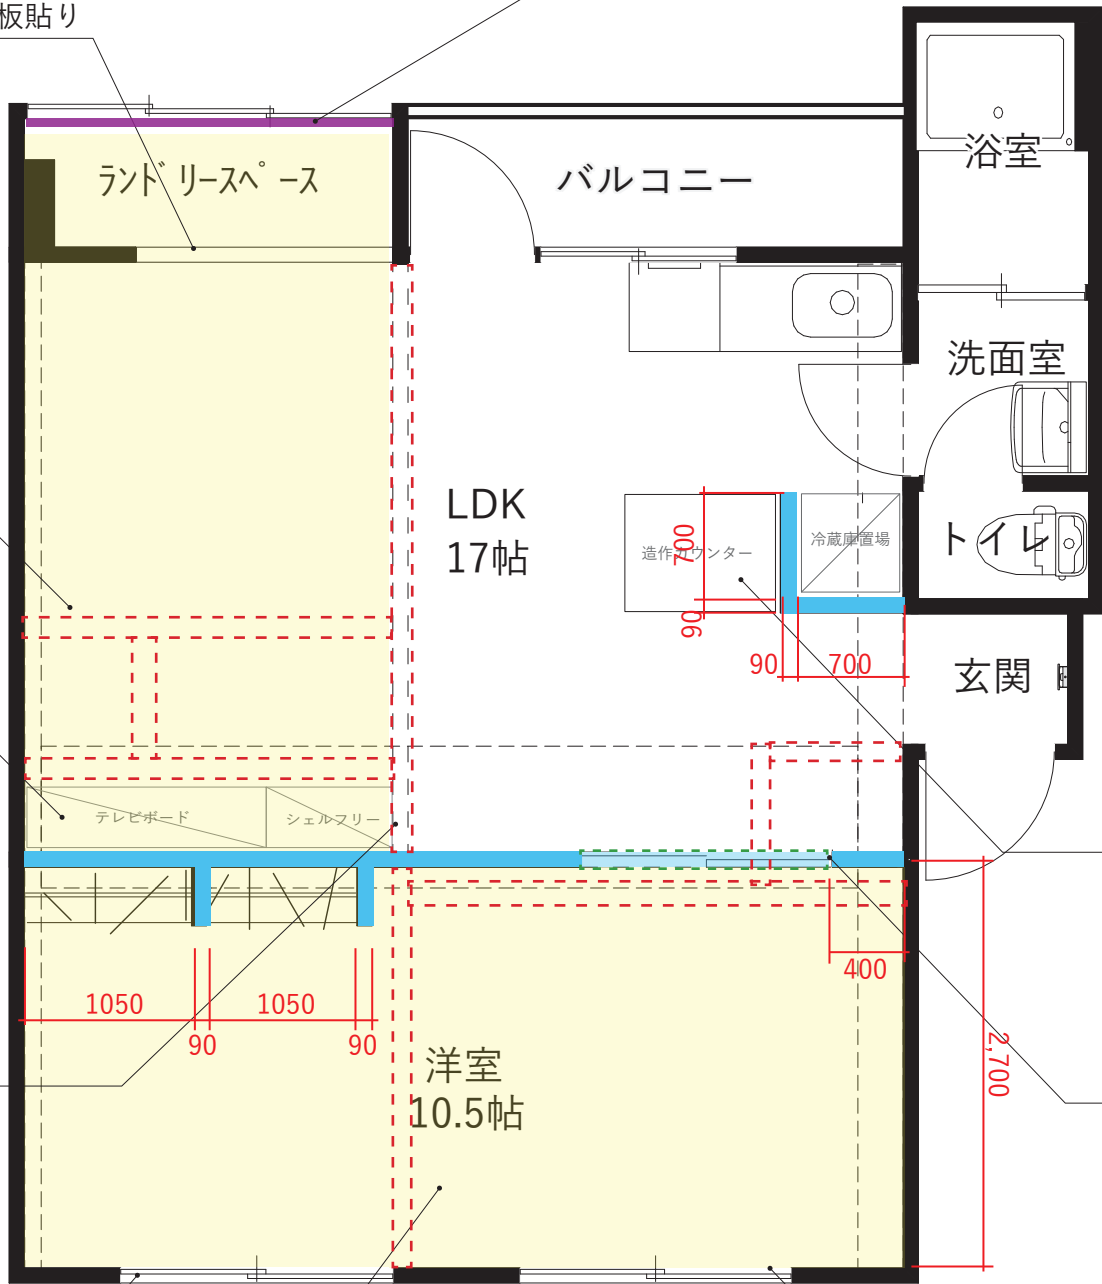 板貼り
ﾗﾝﾄﾞﾘｰｽﾍﾟｰｽ
バルコニー
浴室
洗面室
LDK
17帖
造作カウンター
700
冷蔵庫置場
トイレ
90
90
700
玄関
テレビボード
シェルフリー
400
1050
90
1050
90
2,700
洋室
10.5帖